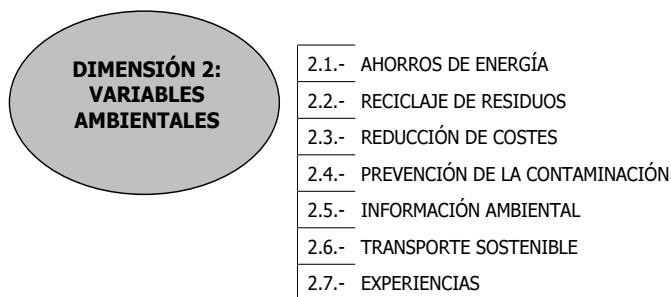 DIMENSIÓN 2:
VARIABLES
AMBIENTALES
2.1.- AHORROS DE ENERGÍA
2.2.- RECICLAJE DE RESIDUOS
2.3.- REDUCCIÓN DE COSTES
2.4.- PREVENCIÓN DE LA CONTAMINACIÓN
2.5.- INFORMACIÓN AMBIENTAL
2.6.- TRANSPORTE SOSTENIBLE
2.7.- EXPERIENCIAS